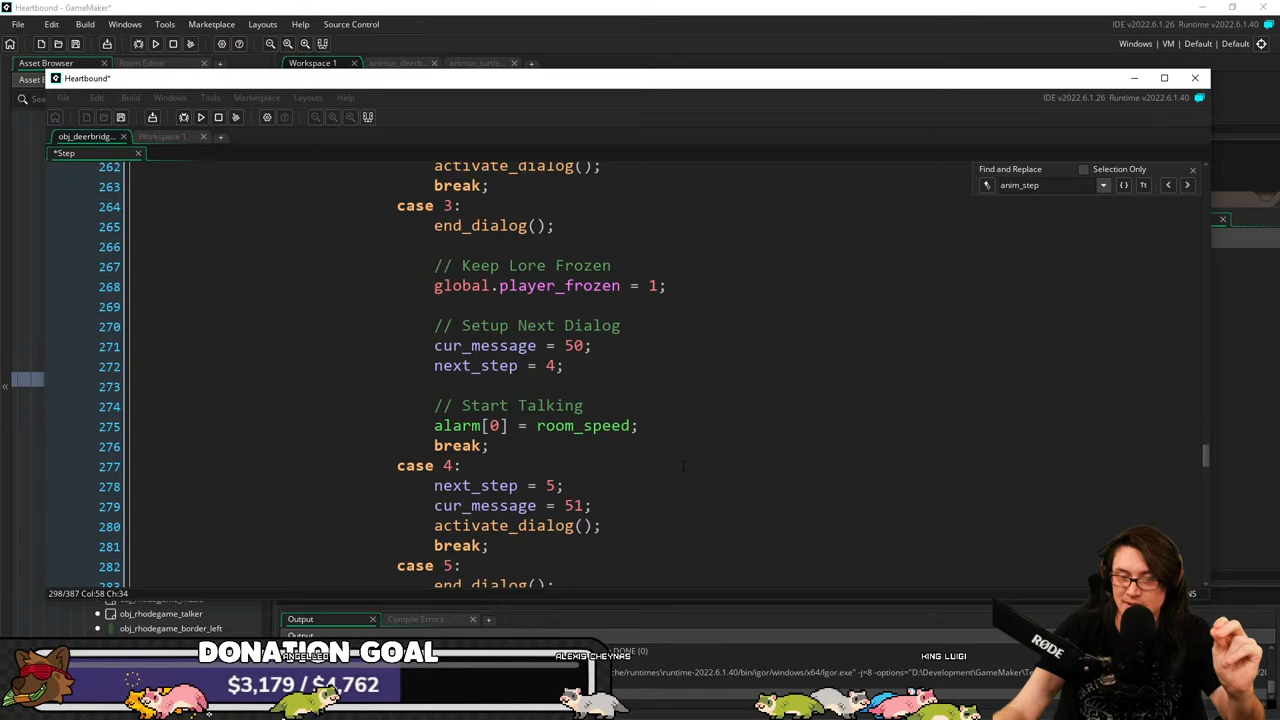 Heartbound - GameMaker*
File Edit Build Windows Tools Marketplace Layouts Source Control
IDE v2022.6.1.26 Runtime v2022.6.1.40
Windows | VM | Default | Default
Asset Browser Room Editor Workspace 1
Heartbound*
File Edit Build Windows Tools Marketplace Layouts Help
IDE v2022.6.1.26 Runtime v2022.6.1.40
obj_deerbridg... Workspace 1
*Step
Find and Replace Selection Only
anim_step
262 activate_dialog();
263 break;
264 case 3:
265 end_dialog();
266
267 // Keep Lore Frozen
268 global.player_frozen = 1;
269
270 // Setup Next Dialog
271 cur_message = 50;
272 next_step = 4;
273
274 // Start Talking
275 alarm[0] = room_speed;
276 break;
277 case 4:
278 next_step = 5;
279 cur_message = 51;
280 activate_dialog();
281 break;
282 case 5:
283 end_dialog();
298/387 Col:58 Ch:34
obj_rhodegame_talker
obj_rhodegame_border_left
Output Compile Errors
Output
DONE (0)
che/runtimes/runtime-2022.6.1.40/bin/igor/windows/x64/Igor.exe" -j=8 -options="D:\Development\GameMaker\Te
DONATION GOAL
$3,179 / $4,762
ALEXIS CHEYNAS
KING LUIGI
RØDE